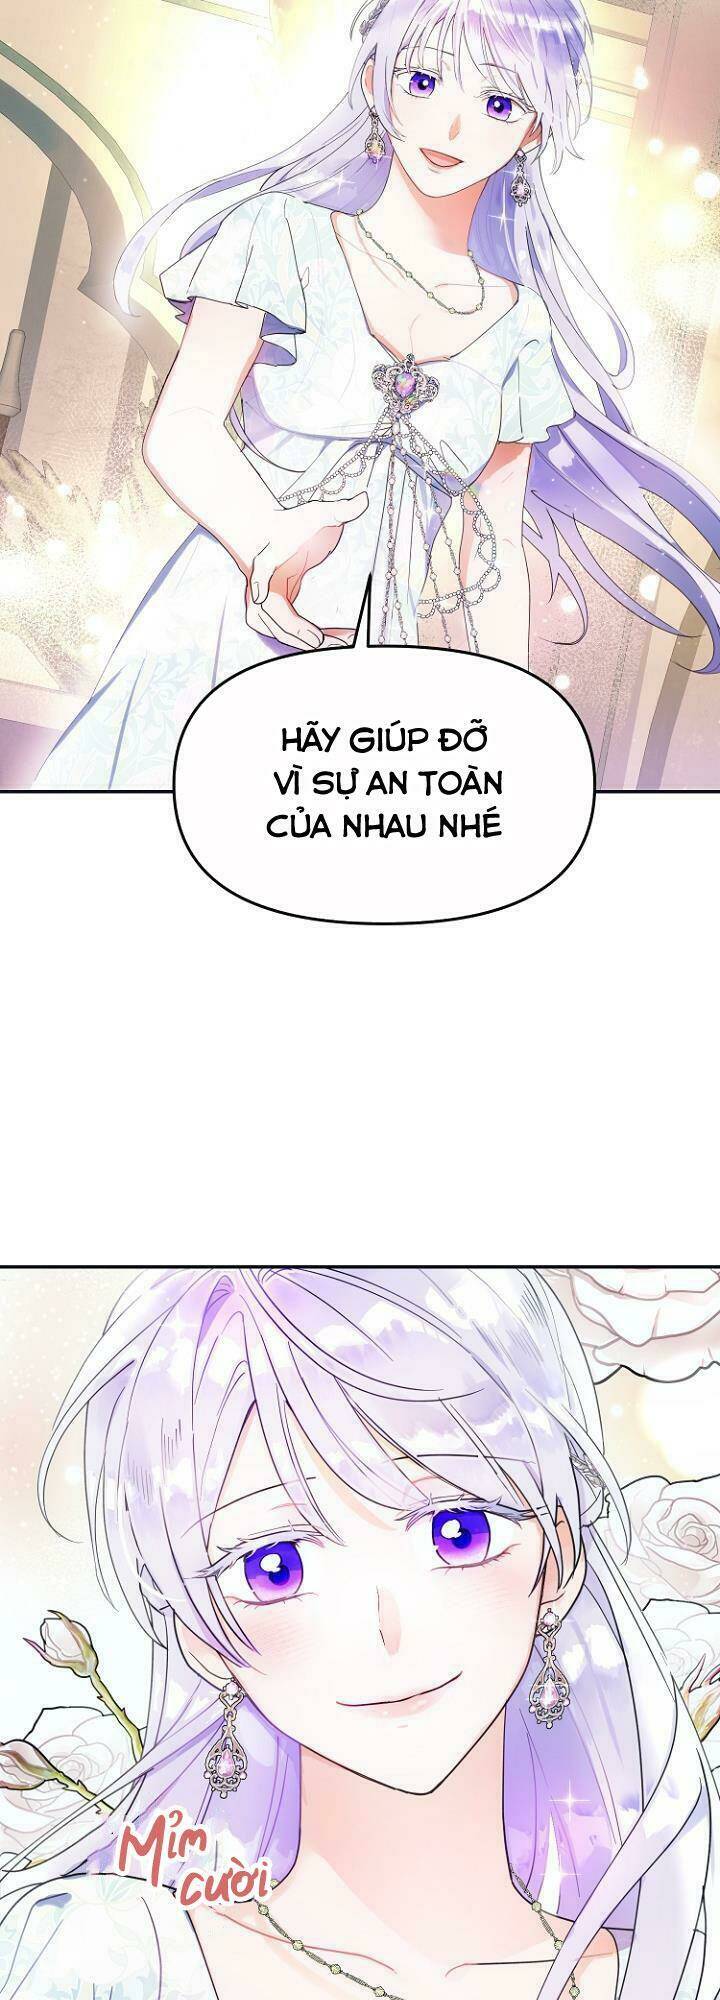 HÃY GIÚP ĐỠ
VÌ SỰ AN TOÀN
CỦA NHAU NHÉ
Mỉm
cười